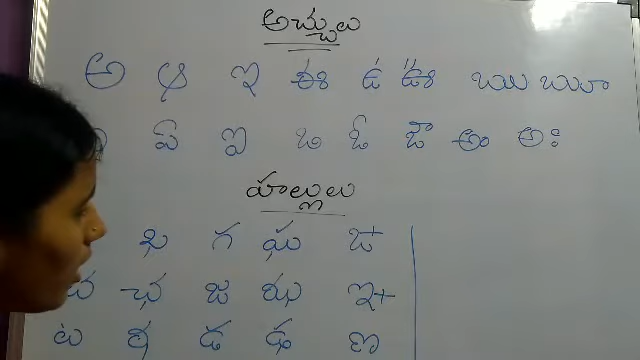 అచ్చులు
అ ఆ ఇ ఈ ఉ ఊ ఋ ౠ
ఏ ఐ ఒ ఓ ఔ అం అః
హల్లులు
ఖ గ ఘ ఙ
చ ఛ జ ఝ ఞ
ట ఠ డ ఢ ణ